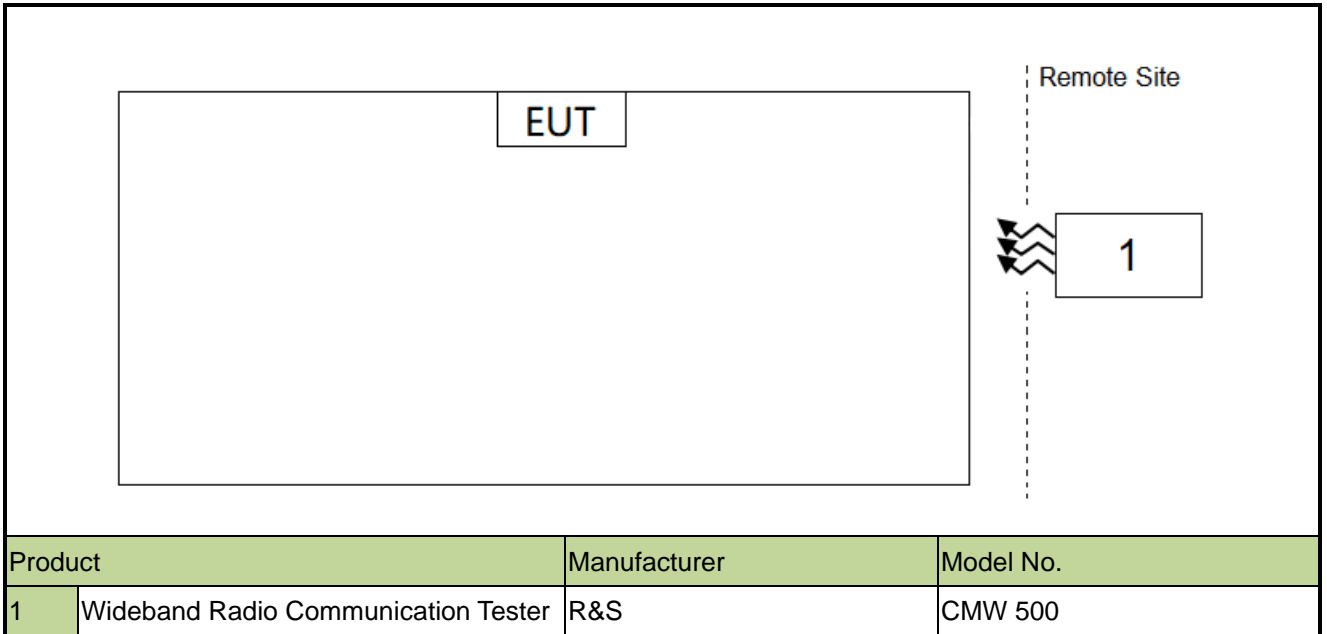 Remote Site
EUT
1
Product Manufacturer Model No.
1 Wideband Radio Communication Tester R&S CMW 500